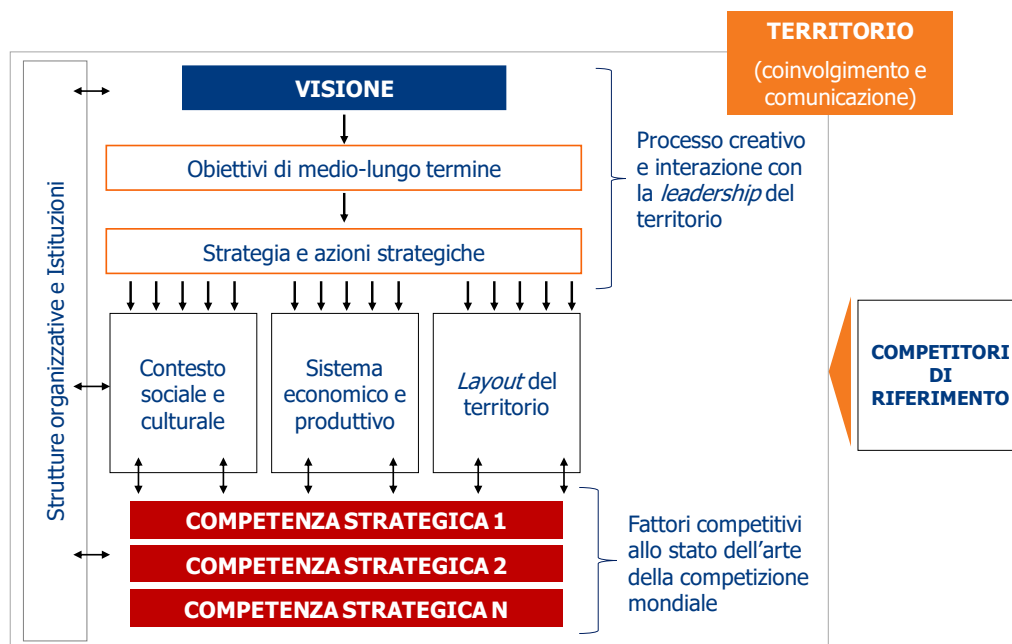 TERRITORIO
(coinvolgimento e
comunicazione)
Strutture organizzative e Istituzioni
VISIONE
Obiettivi di medio-lungo termine
Strategia e azioni strategiche
Processo creativo
e interazione con
la leadership del
territorio
Contesto
sociale e
culturale
Sistema
economico e
produttivo
Layout del
territorio
COMPETITORI
DI
RIFERIMENTO
COMPETENZA STRATEGICA 1
COMPETENZA STRATEGICA 2
COMPETENZA STRATEGICA N
Fattori competitivi
allo stato dell’arte
della competizione
mondiale